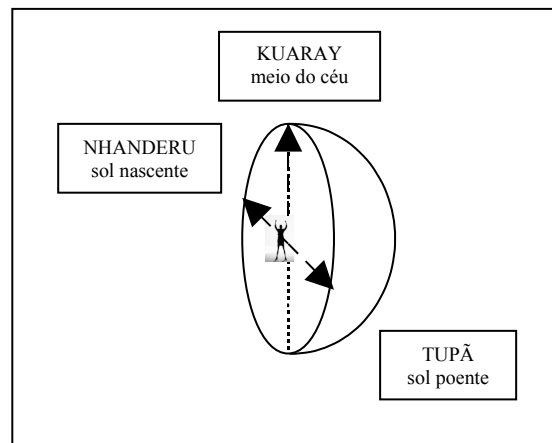 KUARAY
meio do céu
NHANDERU
sol nascente
TUPÃ
sol poente